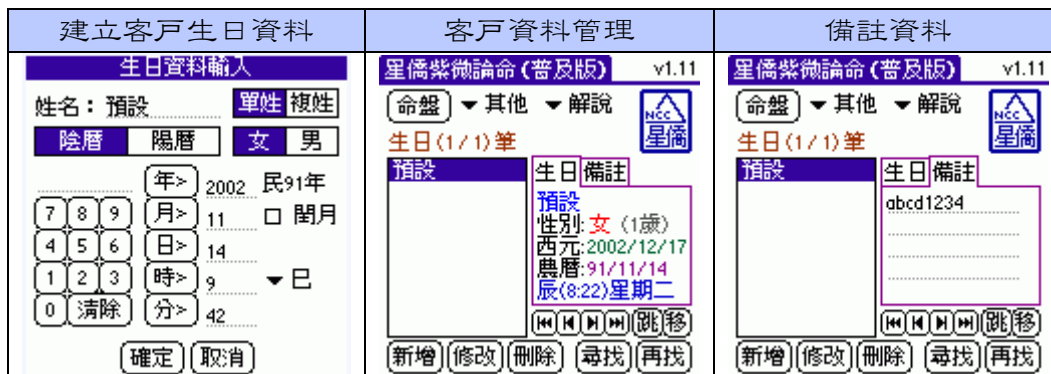 建立客戶生日資料
生日資料輸入
姓名：預設 單姓 複姓
陰曆 陽曆 女 男
年> 2002 民91年
7 8 9 月> 11 閏月
4 5 6 日> 14
1 2 3 時> 9 巳
0 清除 分> 42
確定 取消
客戶資料管理
星僑紫微論命(普及版) v1.11
命盤 其他 解說 NCC 星僑
生日(1/1)筆
預設 生日 備註
預設
性別:女 (1歲)
西元:2002/12/17
農曆:91/11/14
辰(8:22)星期二
跳 移
新增 修改 刪除 尋找 再找
備註資料
星僑紫微論命(普及版) v1.11
命盤 其他 解說 NCC 星僑
生日(1/1)筆
預設 生日 備註
abcd1234
跳 移
新增 修改 刪除 尋找 再找